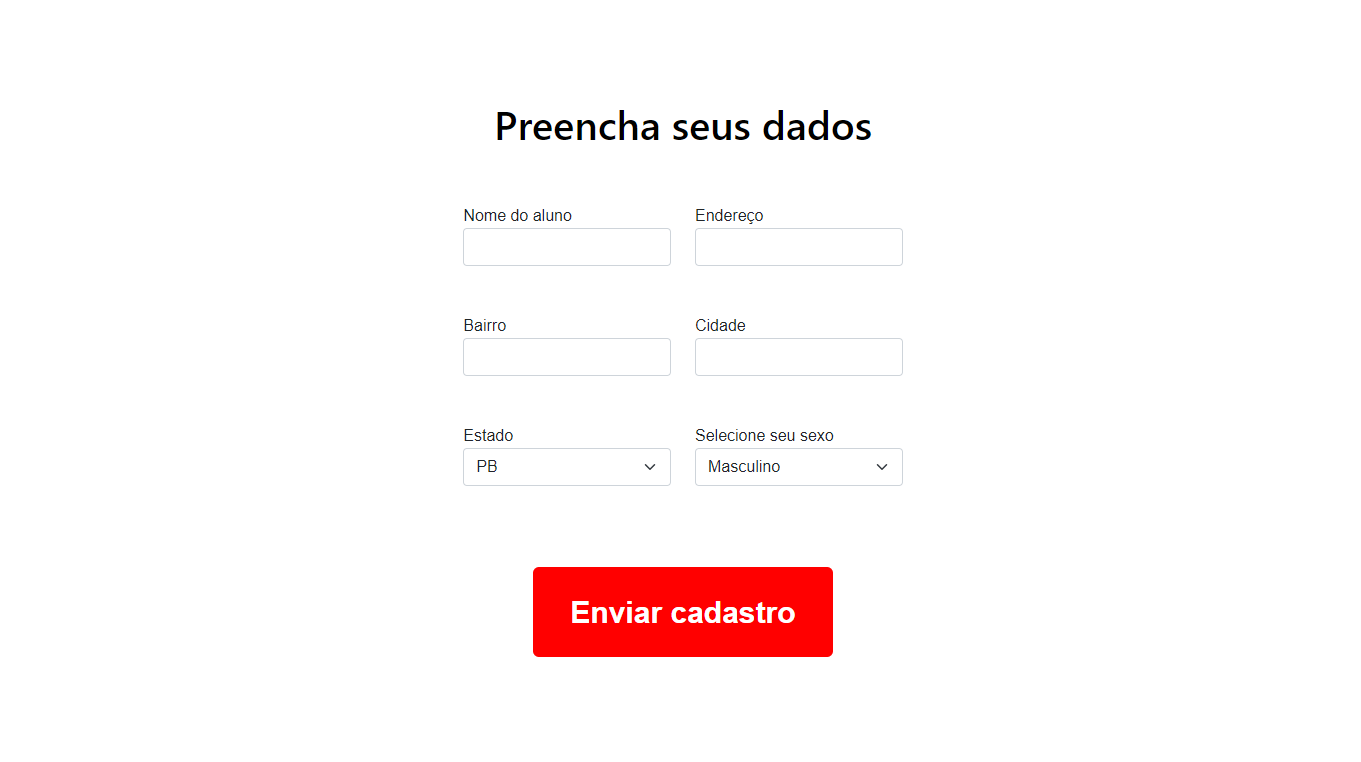 Preencha seus dados
Nome do aluno
Endereço
Bairro
Cidade
Estado
Selecione seu sexo
PB
Masculino
Enviar cadastro